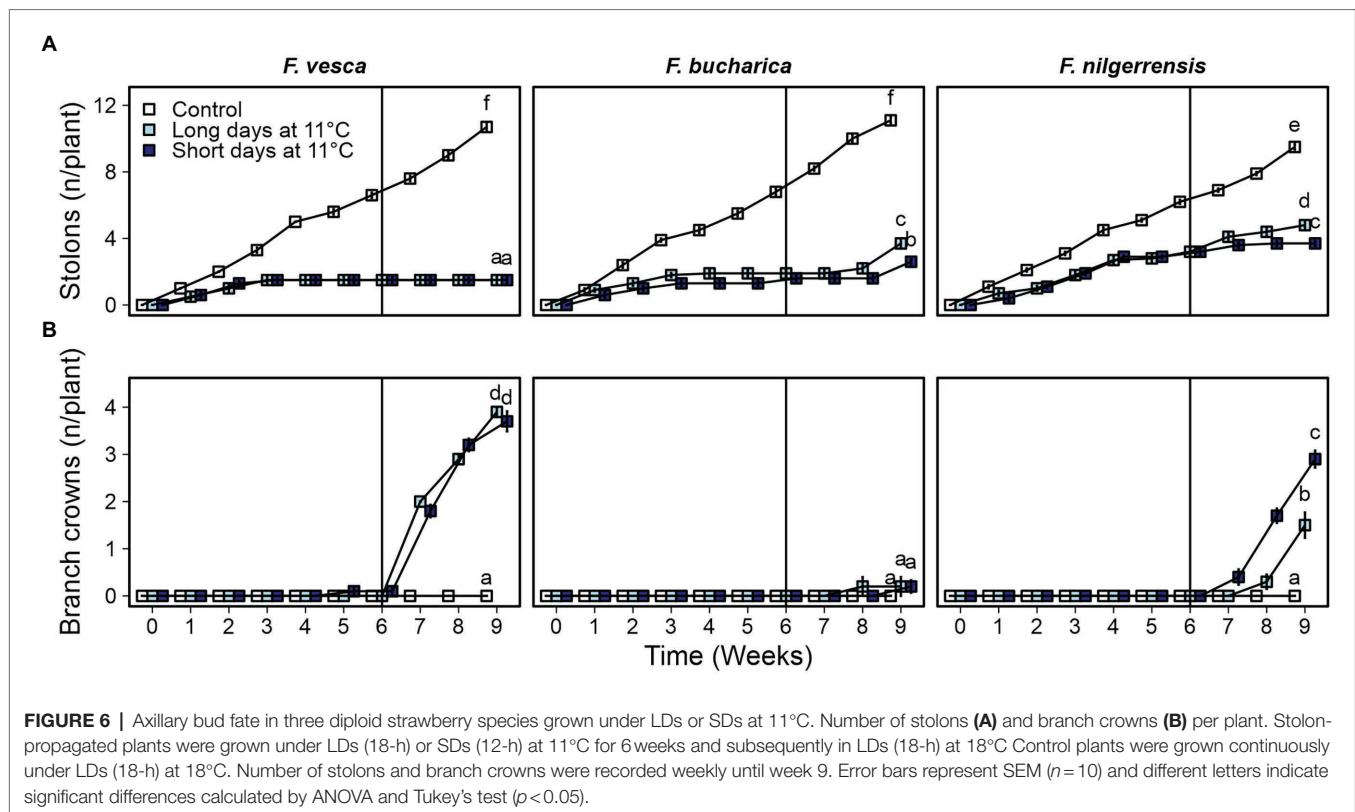 A
F. vesca
F. bucharica
F. nilgerrensis
Stolons (n/plant)
12
8
4
0
Control
Long days at 11°C
Short days at 11°C
f
aa
f
c
b
e
d
c
B
Branch crowns (n/plant)
4
3
2
1
0
dd
a
a
a
a
c
b
a
0 1 2 3 4 5 6 7 8 9
0 1 2 3 4 5 6 7 8 9
0 1 2 3 4 5 6 7 8 9
Time (Weeks)
FIGURE 6 | Axillary bud fate in three diploid strawberry species grown under LDs or SDs at 11°C. Number of stolons (A) and branch crowns (B) per plant. Stolon-
propagated plants were grown under LDs (18-h) or SDs (12-h) at 11°C for 6 weeks and subsequently in LDs (18-h) at 18°C Control plants were grown continuously
under LDs (18-h) at 18°C. Number of stolons and branch crowns were recorded weekly until week 9. Error bars represent SEM (n = 10) and different letters indicate
significant differences calculated by ANOVA and Tukey's test (p < 0.05).